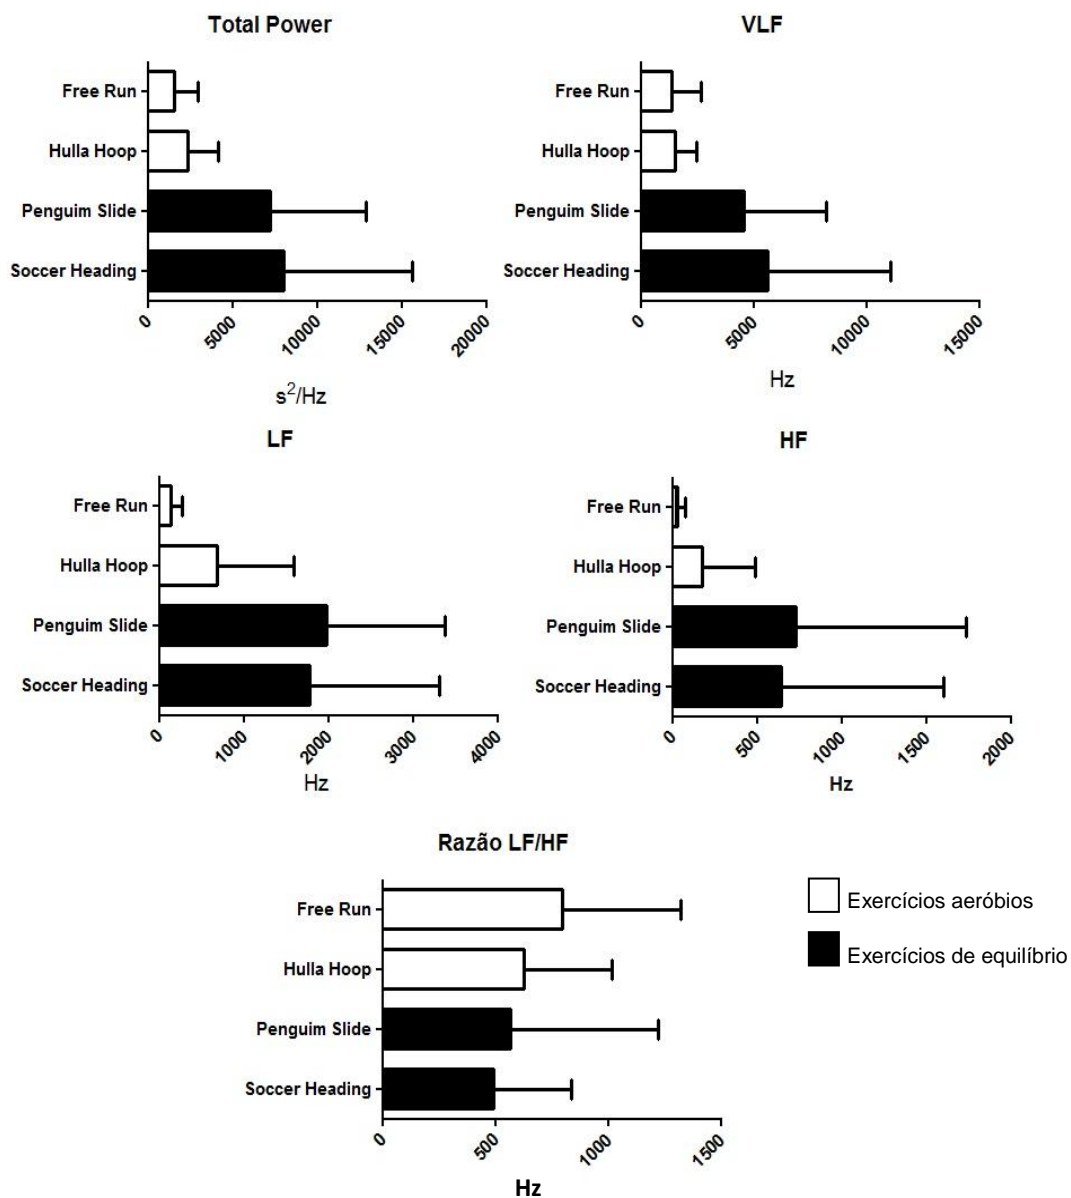 Total Power
Free Run
Hulla Hoop
Penguim Slide
Soccer Heading
0
5000
10000
15000
20000
s²/Hz
VLF
Free Run
Hulla Hoop
Penguim Slide
Soccer Heading
0
5000
10000
15000
Hz
LF
Free Run
Hulla Hoop
Penguim Slide
Soccer Heading
0
1000
2000
3000
4000
Hz
HF
Free Run
Hulla Hoop
Penguim Slide
Soccer Heading
0
500
1000
1500
2000
Hz
Razão LF/HF
Free Run
Hulla Hoop
Penguim Slide
Soccer Heading
0
500
1000
1500
Hz
Exercícios aeróbios
Exercícios de equilíbrio